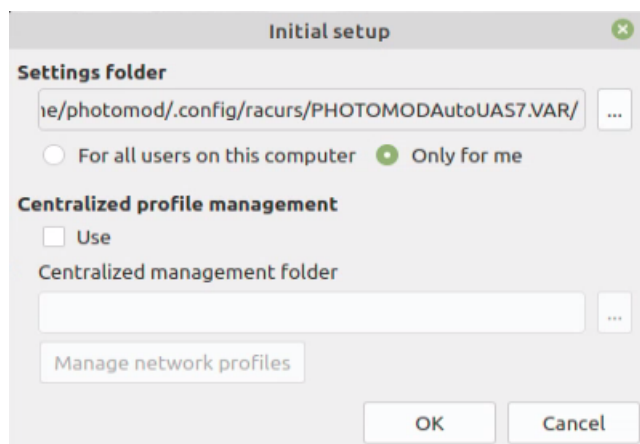 Initial setup
Settings folder
ne/photomod/.config/racurs/PHOTOMODAutoUAS7.VAR/ ...
For all users on this computer Only for me
Centralized profile management
Use
Centralized management folder
...
Manage network profiles
OK Cancel